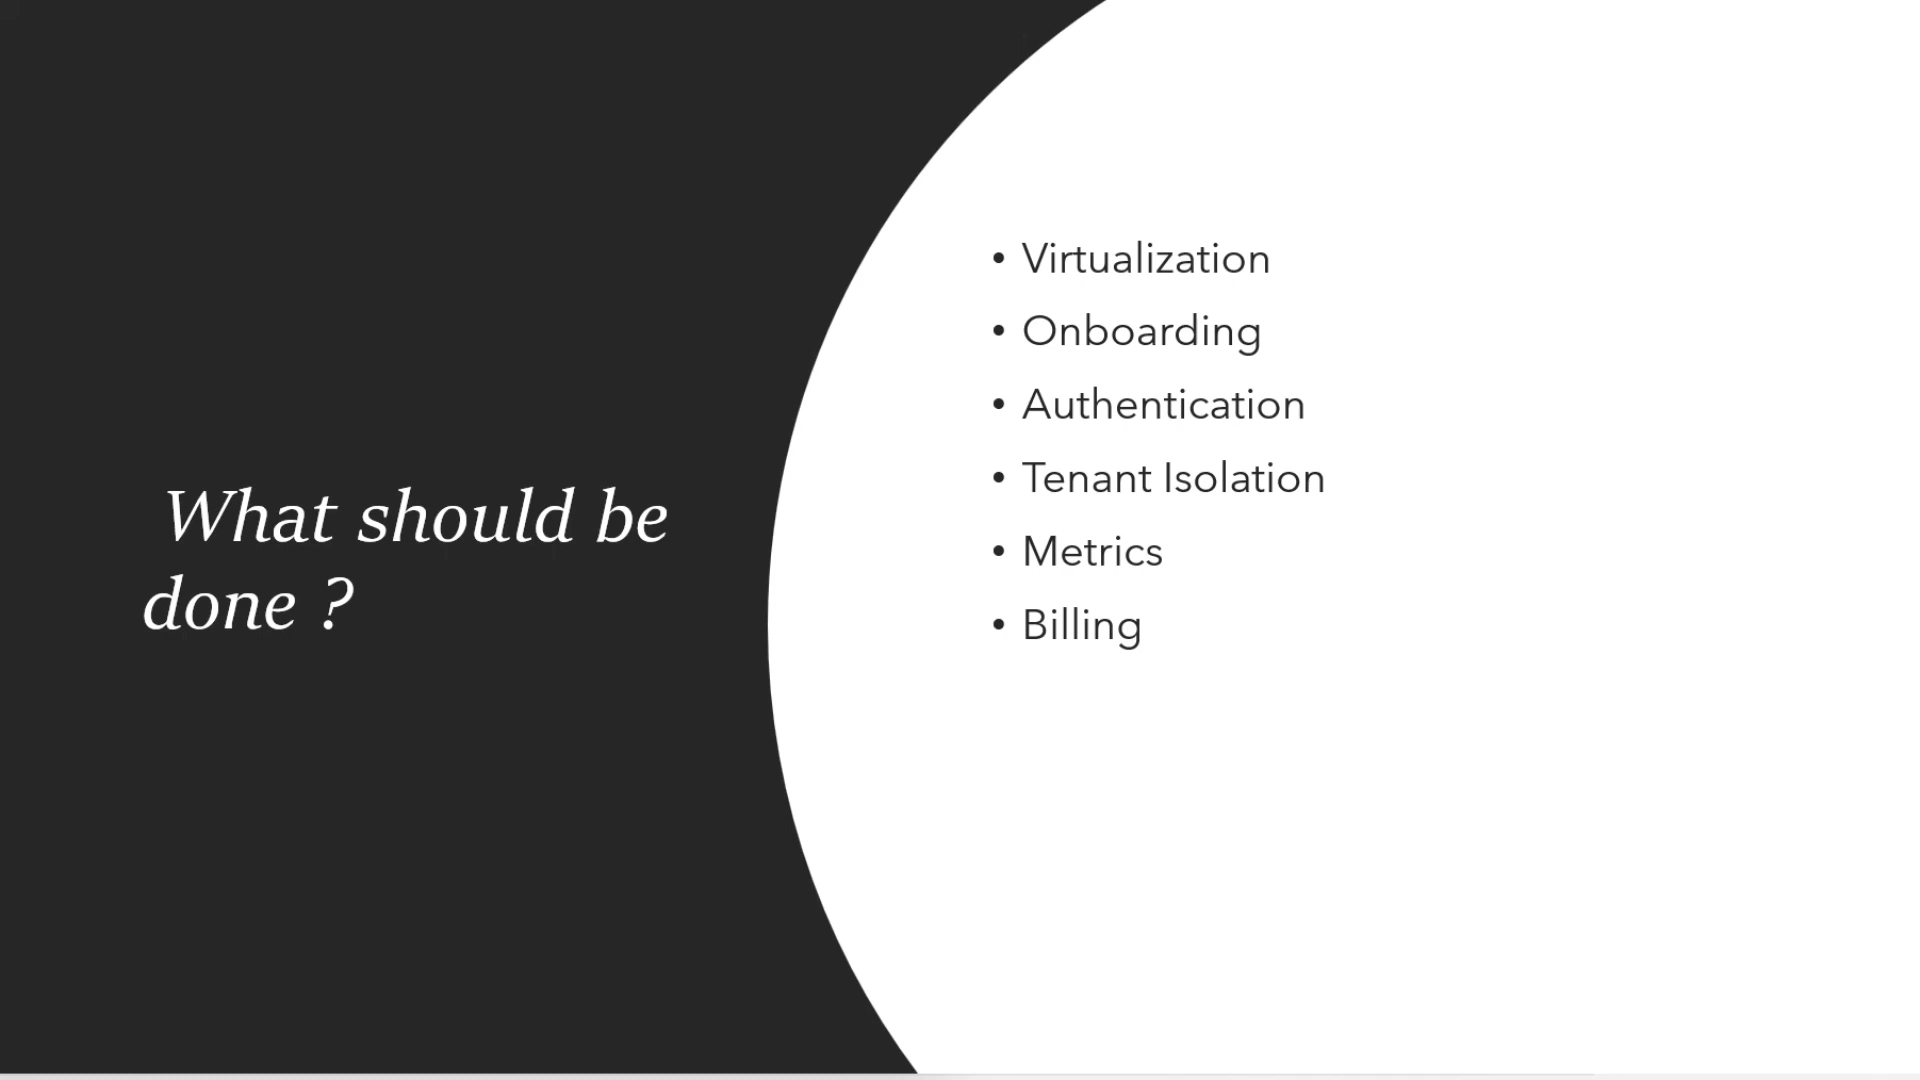 What should be
done ?
• Virtualization
• Onboarding
• Authentication
• Tenant Isolation
• Metrics
• Billing